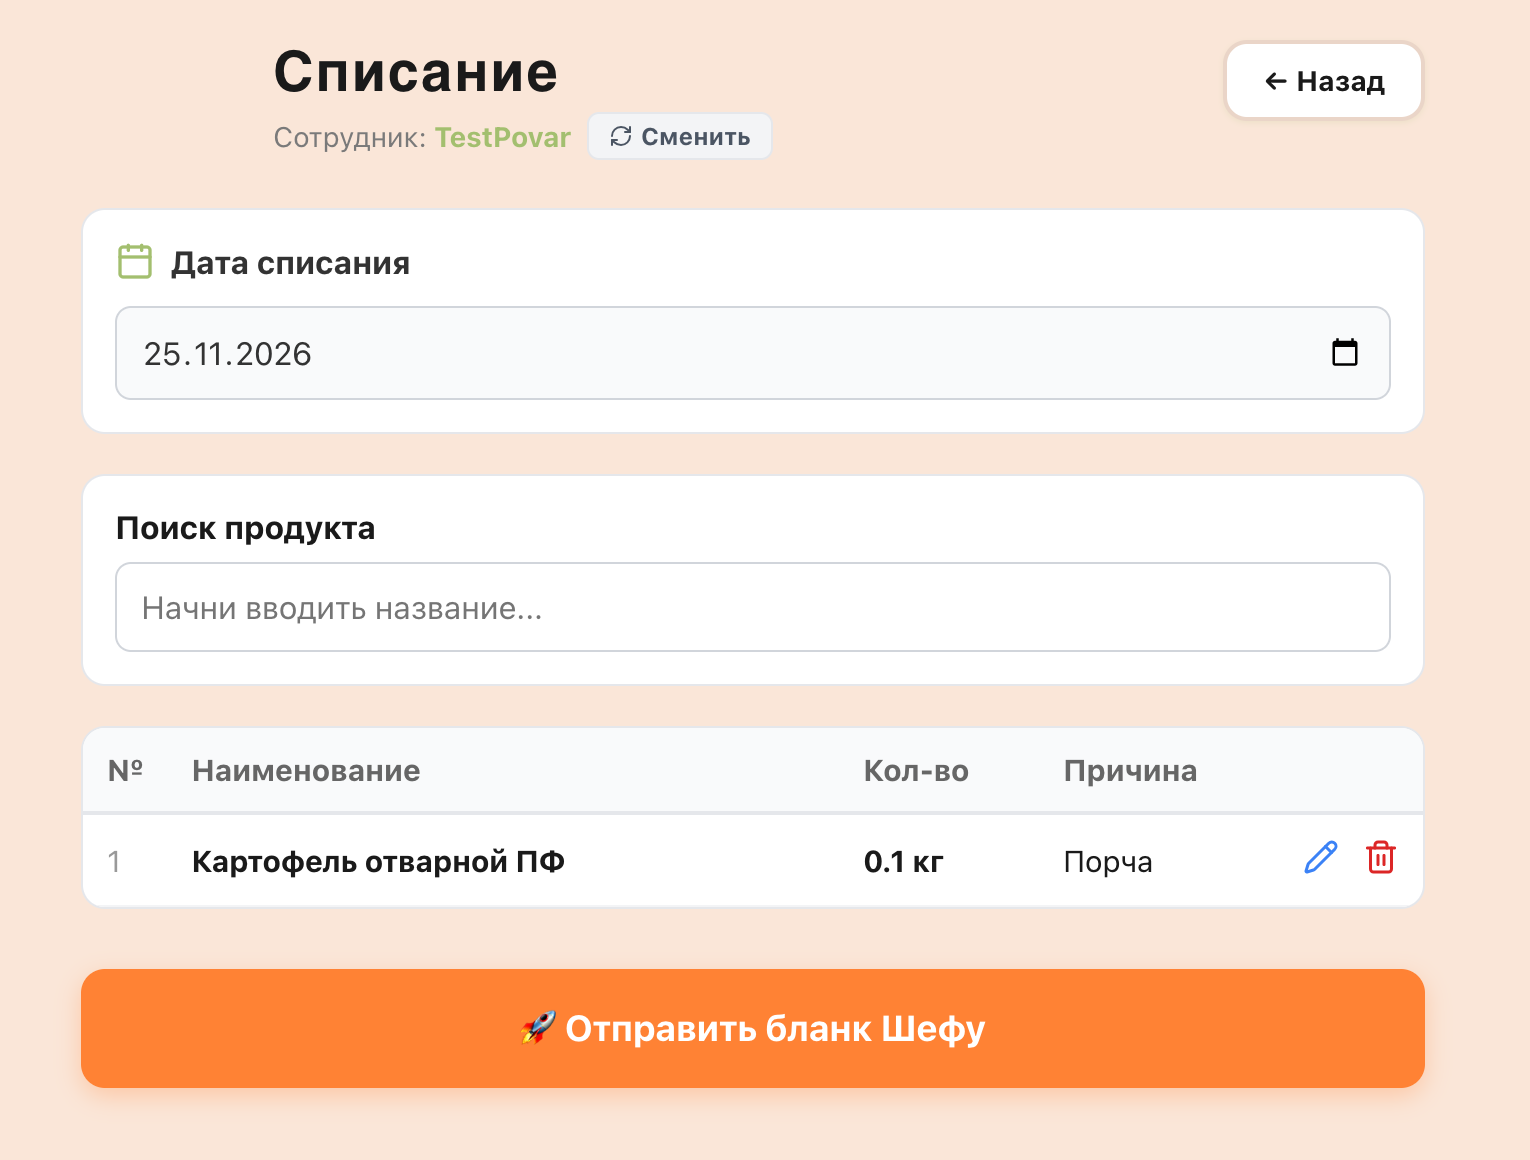 Списание
← Назад
Сотрудник: TestPovar Сменить
Дата списания
25.11.2026
Поиск продукта
Начни вводить название...
№ Наименование Кол-во Причина
1 Картофель отварной ПФ 0.1 кг Порча
🚀 Отправить бланк Шефу